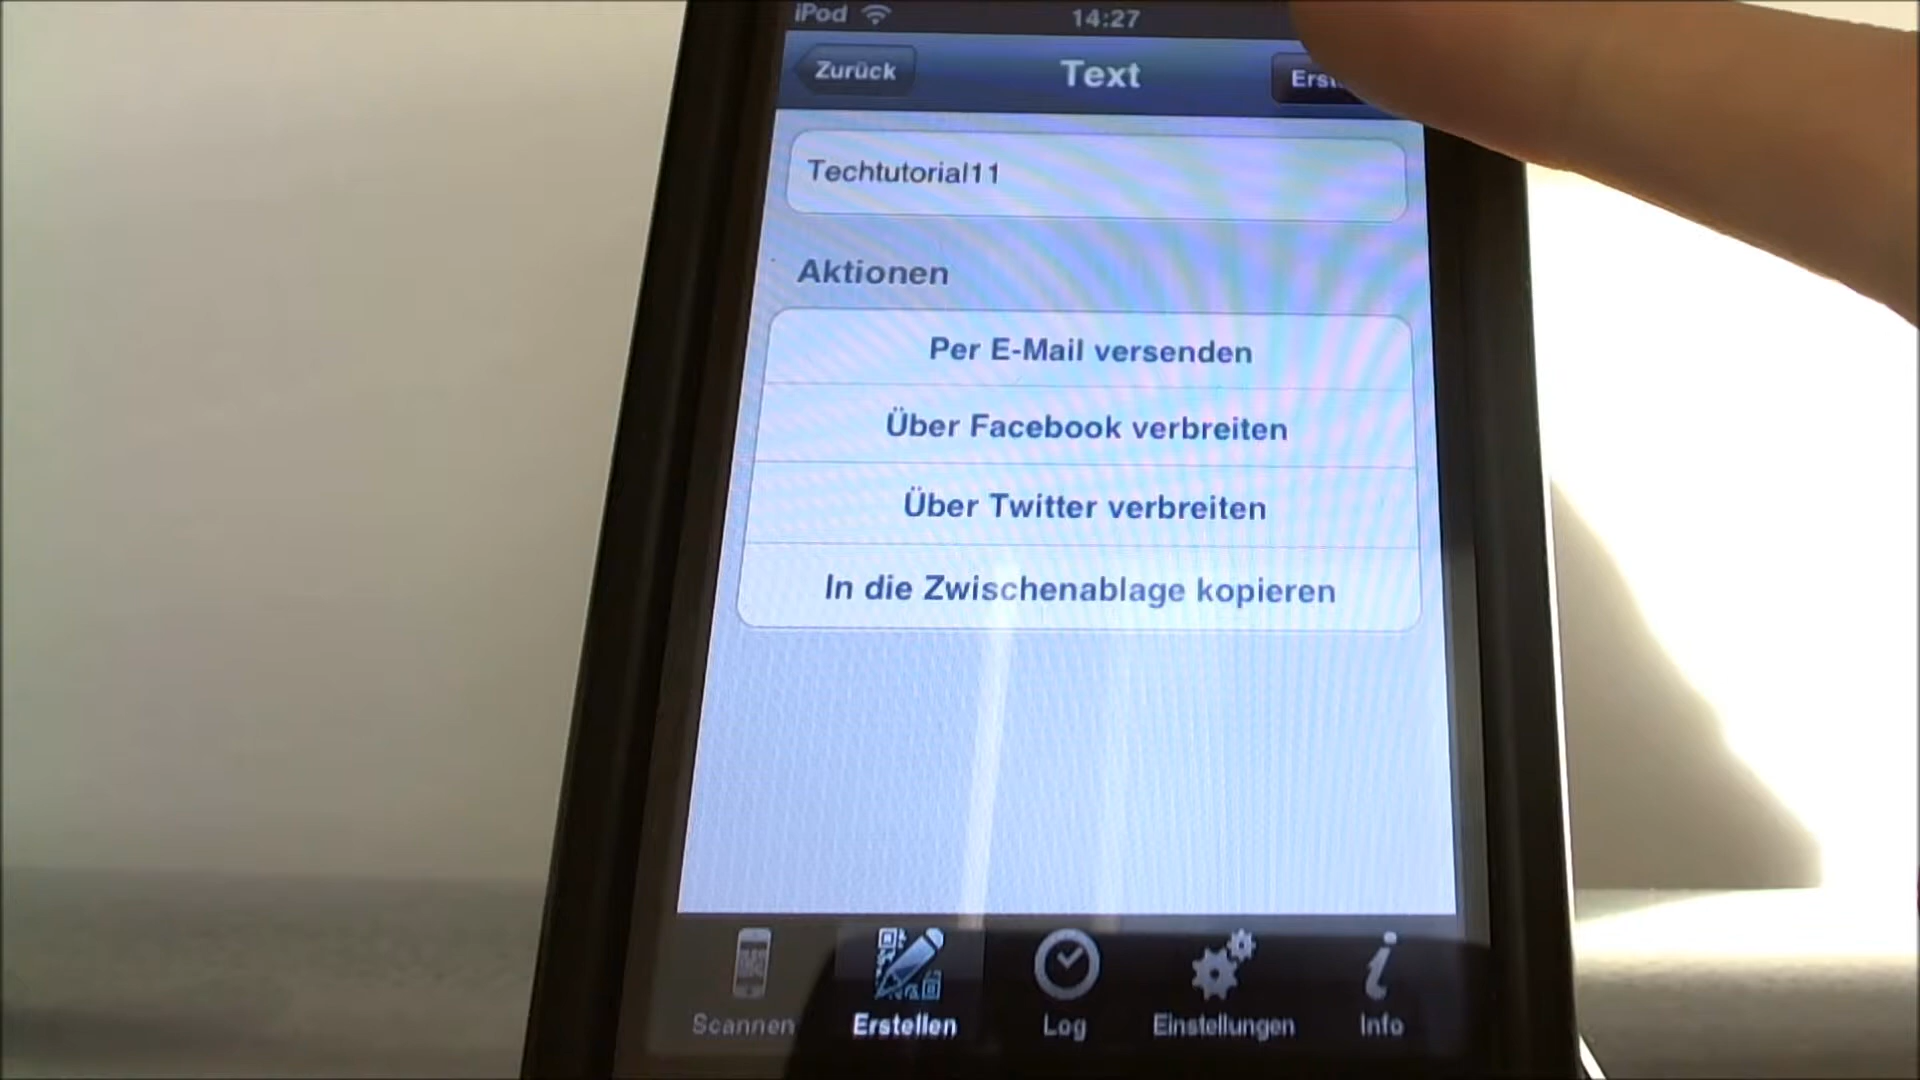 iPod 14:27
Zurück Text
Techtutorial11
Aktionen
Per E-Mail versenden
Über Facebook verbreiten
Über Twitter verbreiten
In die Zwischenablage kopieren
Scannen Erstellen Log Einstellungen Info